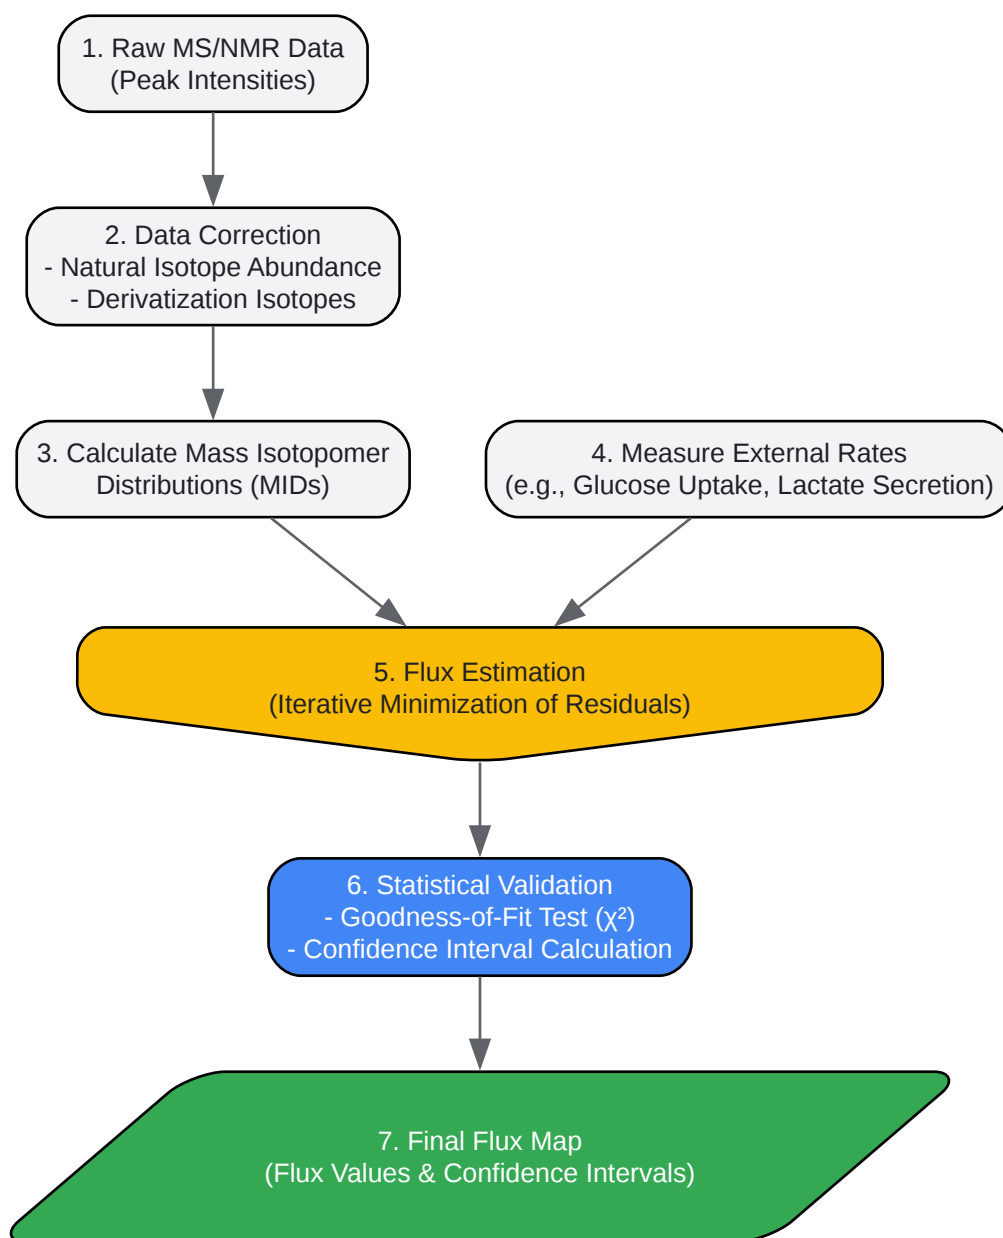 1. Raw MS/NMR Data
(Peak Intensities)
2. Data Correction
- Natural Isotope Abundance
- Derivatization Isotopes
3. Calculate Mass Isotopomer
Distributions (MIDs)
4. Measure External Rates
(e.g., Glucose Uptake, Lactate Secretion)
5. Flux Estimation
(Iterative Minimization of Residuals)
6. Statistical Validation
- Goodness-of-Fit Test (χ²)
- Confidence Interval Calculation
7. Final Flux Map
(Flux Values & Confidence Intervals)